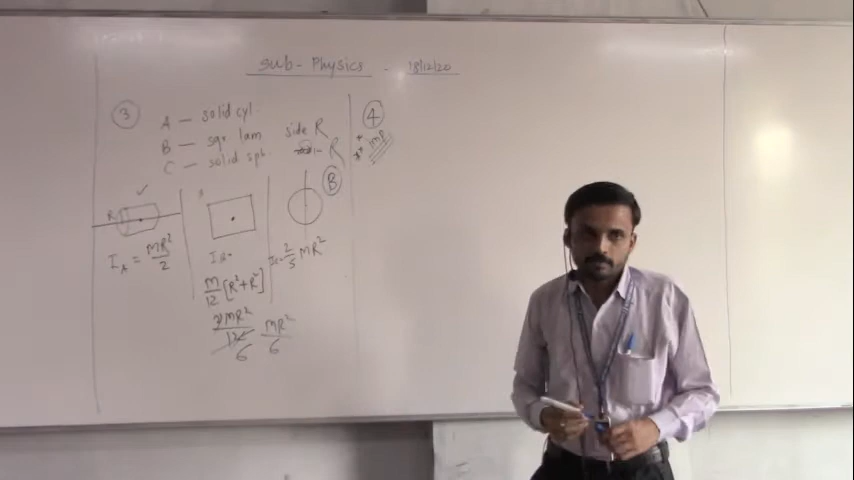 Sub - Physics - 18/12/20
3
A — solid cyl
B — sqr lam side R
C — solid sph. R
B
R
I_A = MR²/2
I_B =
M/12 [R² + R²]
2MR²/12 6
MR²/6
I_C = 2/5 MR²
4
** imp